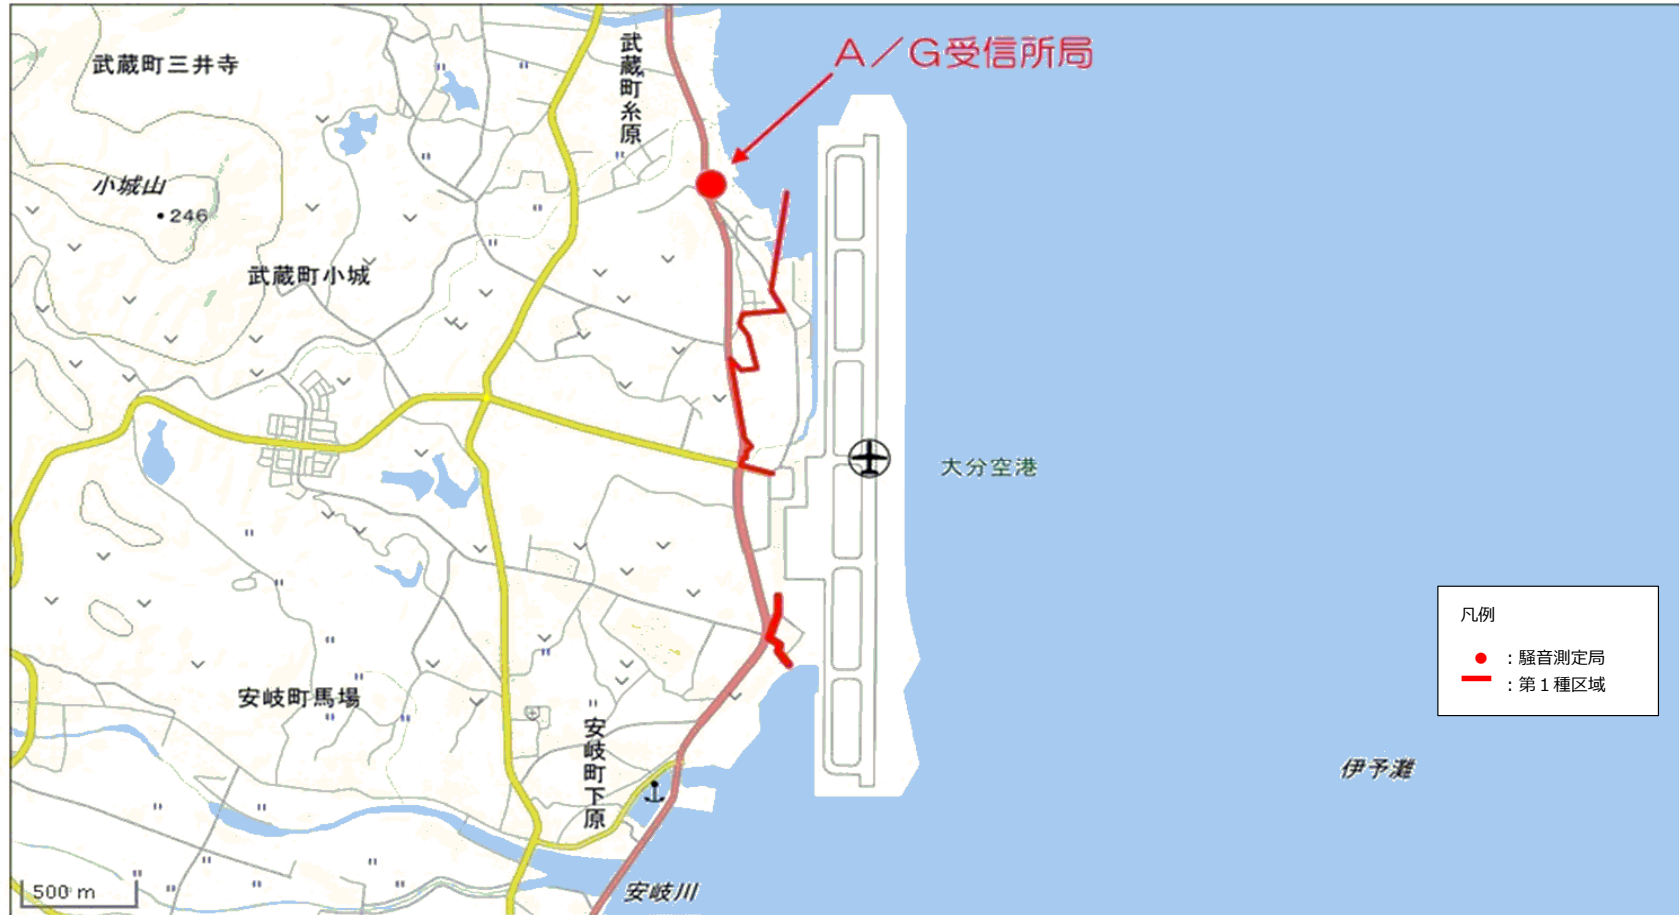 A／G受信所局
武蔵町三井寺
武蔵町糸原
小城山
246
武蔵町小城
大分空港
凡例
：騒音測定局
：第１種区域
安岐町馬場
安岐町下原
伊予灘
500 m
安岐川